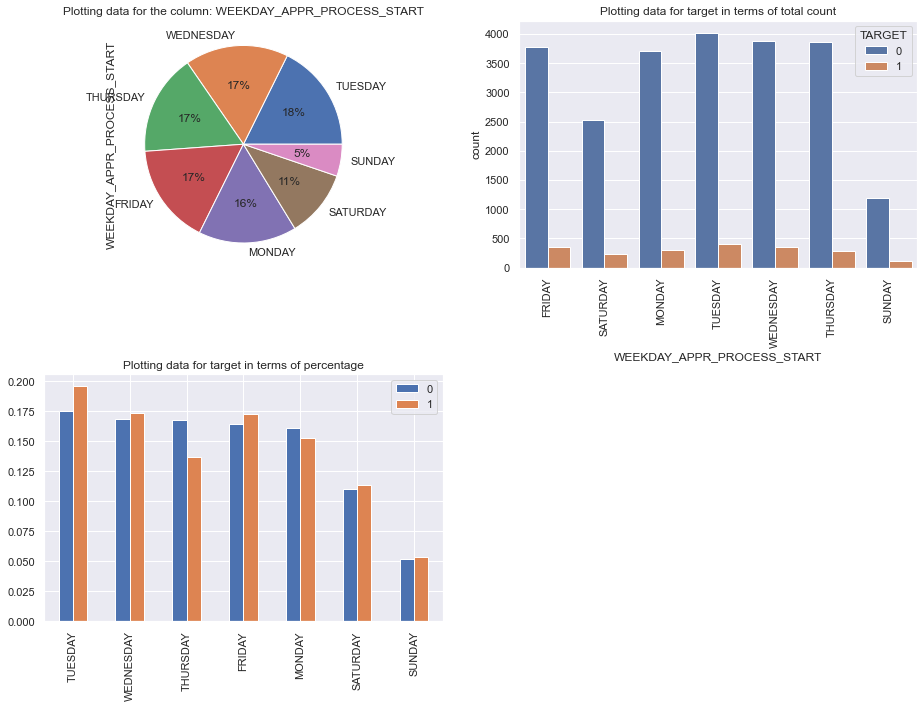 Plotting data for the column: WEEKDAY_APPR_PROCESS_START
WEEKDAY_APPR_PROCESS_START
WEDNESDAY
TUESDAY
THURSDAY
FRIDAY
MONDAY
SATURDAY
SUNDAY
17%
18%
17%
17%
16%
11%
5%
Plotting data for target in terms of total count
TARGET
0
1
count
4000
3500
3000
2500
2000
1500
1000
500
0
FRIDAY
SATURDAY
MONDAY
TUESDAY
WEDNESDAY
THURSDAY
SUNDAY
WEEKDAY_APPR_PROCESS_START
Plotting data for target in terms of percentage
0
1
0.200
0.175
0.150
0.125
0.100
0.075
0.050
0.025
0.000
TUESDAY
WEDNESDAY
THURSDAY
FRIDAY
MONDAY
SATURDAY
SUNDAY